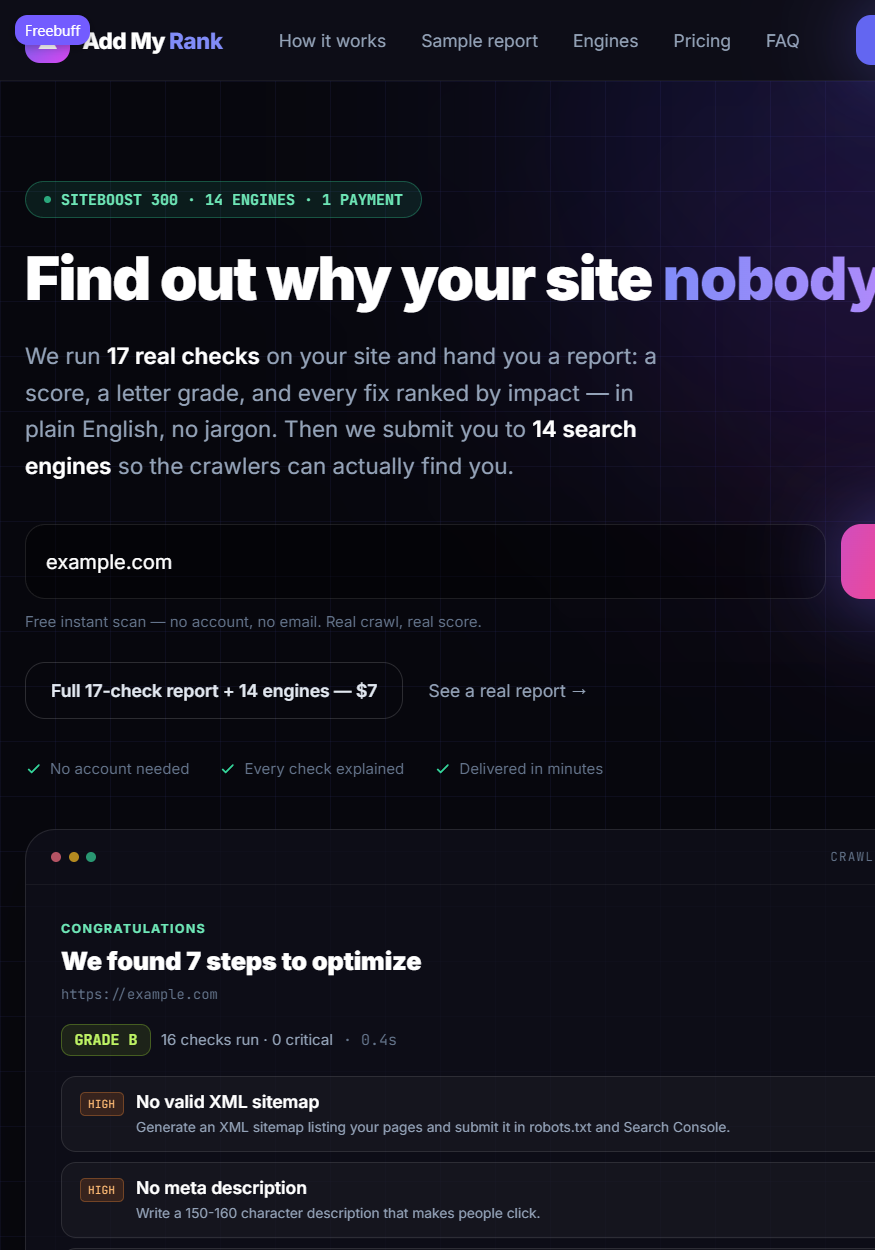 Freebuff
Add My Rank
How it works
Sample report
Engines
Pricing
FAQ
SITEBOOST 300 · 14 ENGINES · 1 PAYMENT
Find out why your site nobody
We run 17 real checks on your site and hand you a report: a
score, a letter grade, and every fix ranked by impact — in
plain English, no jargon. Then we submit you to 14 search
engines so the crawlers can actually find you.
example.com
Free instant scan — no account, no email. Real crawl, real score.
Full 17-check report + 14 engines — $7
See a real report →
No account needed
Every check explained
Delivered in minutes
CRAWL
CONGRATULATIONS
We found 7 steps to optimize
https://example.com
GRADE B
16 checks run · 0 critical · 0.4s
HIGH
No valid XML sitemap
Generate an XML sitemap listing your pages and submit it in robots.txt and Search Console.
HIGH
No meta description
Write a 150-160 character description that makes people click.